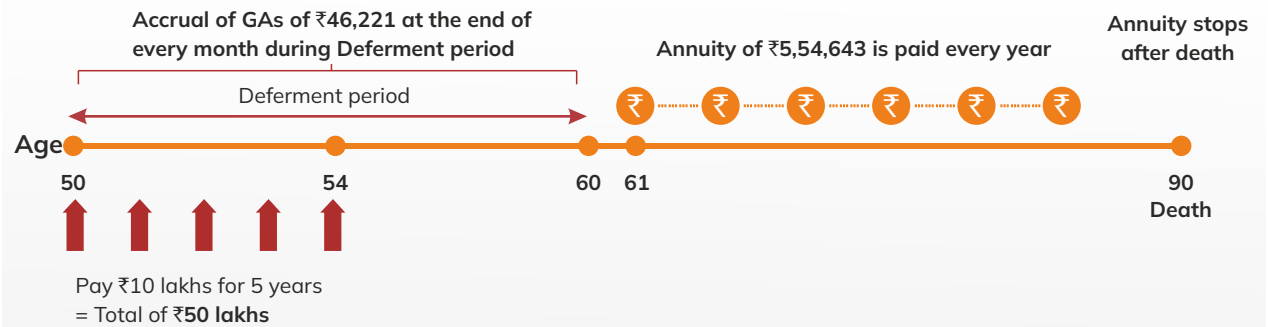 Accrual of GAs of ₹46,221 at the end of
every month during Deferment period
Annuity of ₹5,54,643 is paid every year
Annuity stops
after death
Deferment period
₹ ₹ ₹ ₹ ₹ ₹
Age
50 54 60 61 90
Death
Pay ₹10 lakhs for 5 years
= Total of ₹50 lakhs